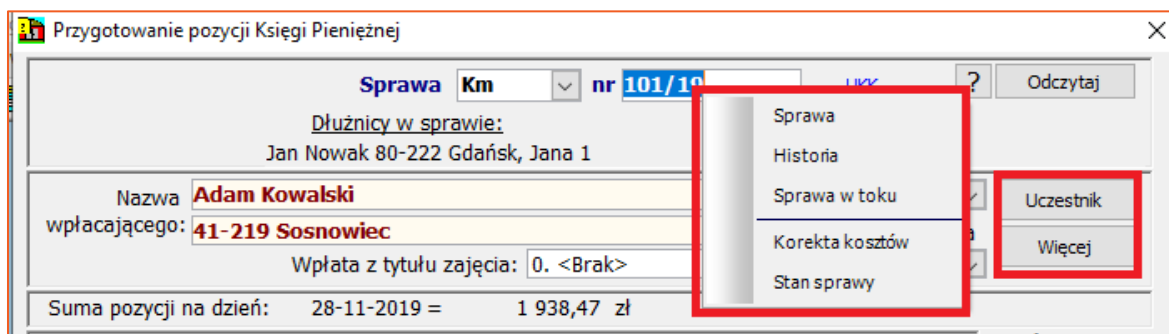 Przygotowanie pozycji Księgi Pieniężnej
Sprawa Km nr 101/19 ? Odczytaj
Dłużnicy w sprawie:
Jan Nowak 80-222 Gdańsk, Jana 1
Sprawa
Historia
Sprawa w toku
Korekta kosztów
Stan sprawy
Nazwa wpłacającego:
Adam Kowalski
41-219 Sosnowiec
Uczestnik
Więcej
Wpłata z tytułu zajęcia: 0. <Brak>
Suma pozycji na dzień: 28-11-2019 = 1 938,47 zł